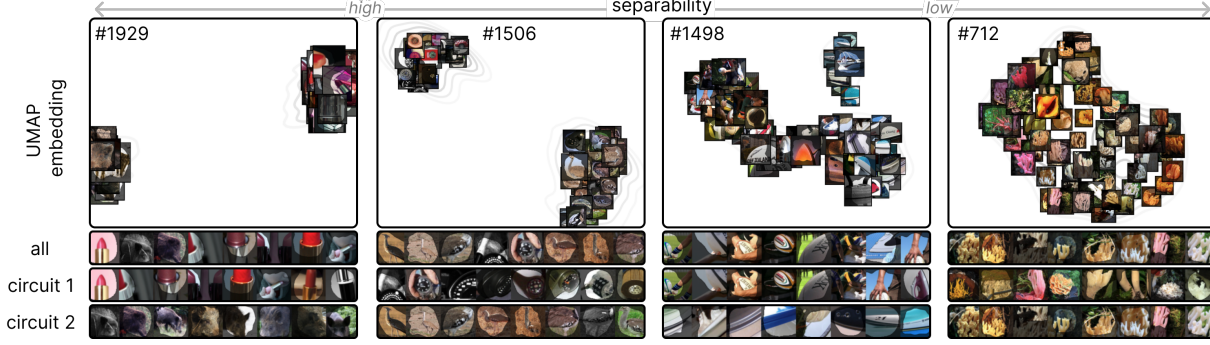 high separability low
#1929 #1506 #1498 #712
UMAP
embedding
all
circuit 1
circuit 2